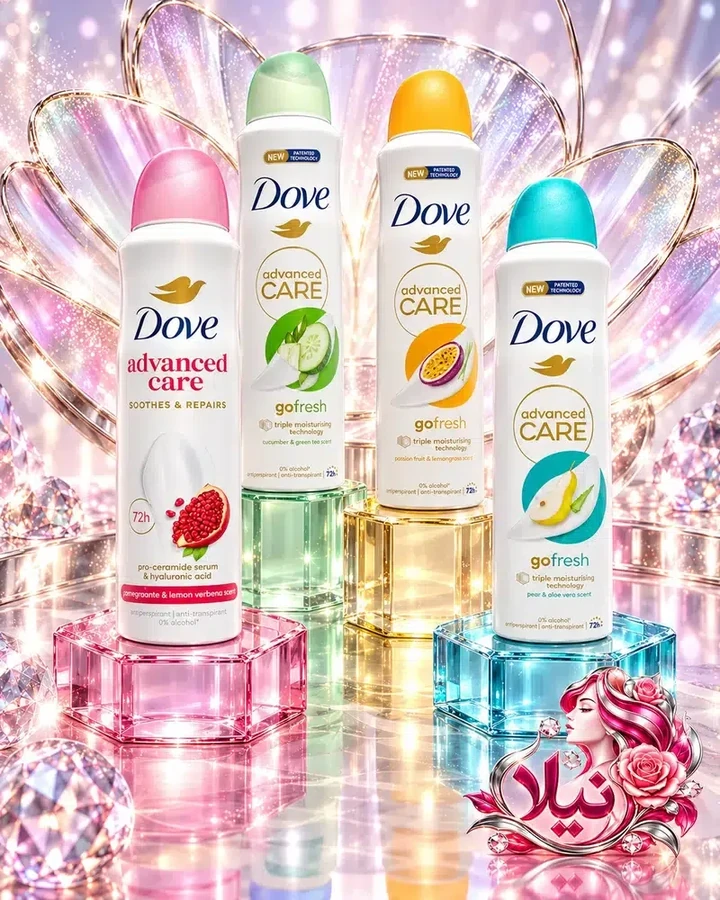 Dove
advanced
care
SOOTHES & REPAIRS
72h
pro-ceramide serum
& hyaluronic acid
pomegranate & lemon verbena scent
antiperspirant | anti-transpirant
0% alcohol*
NEW PATENTED TECHNOLOGY
Dove
advanced
CARE
gofresh
triple moisturising
technology
cucumber & green tea scent
0% alcohol*
antiperspirant | anti-transpirant 72h
NEW PATENTED TECHNOLOGY
Dove
advanced
CARE
gofresh
triple moisturising
technology
passion fruit & lemongrass scent
0% alcohol*
antiperspirant | anti-transpirant 72h
NEW PATENTED TECHNOLOGY
Dove
advanced
CARE
gofresh
triple moisturising
technology
pear & aloe vera scent
0% alcohol*
antiperspirant | anti-transpirant 72h
نیلا